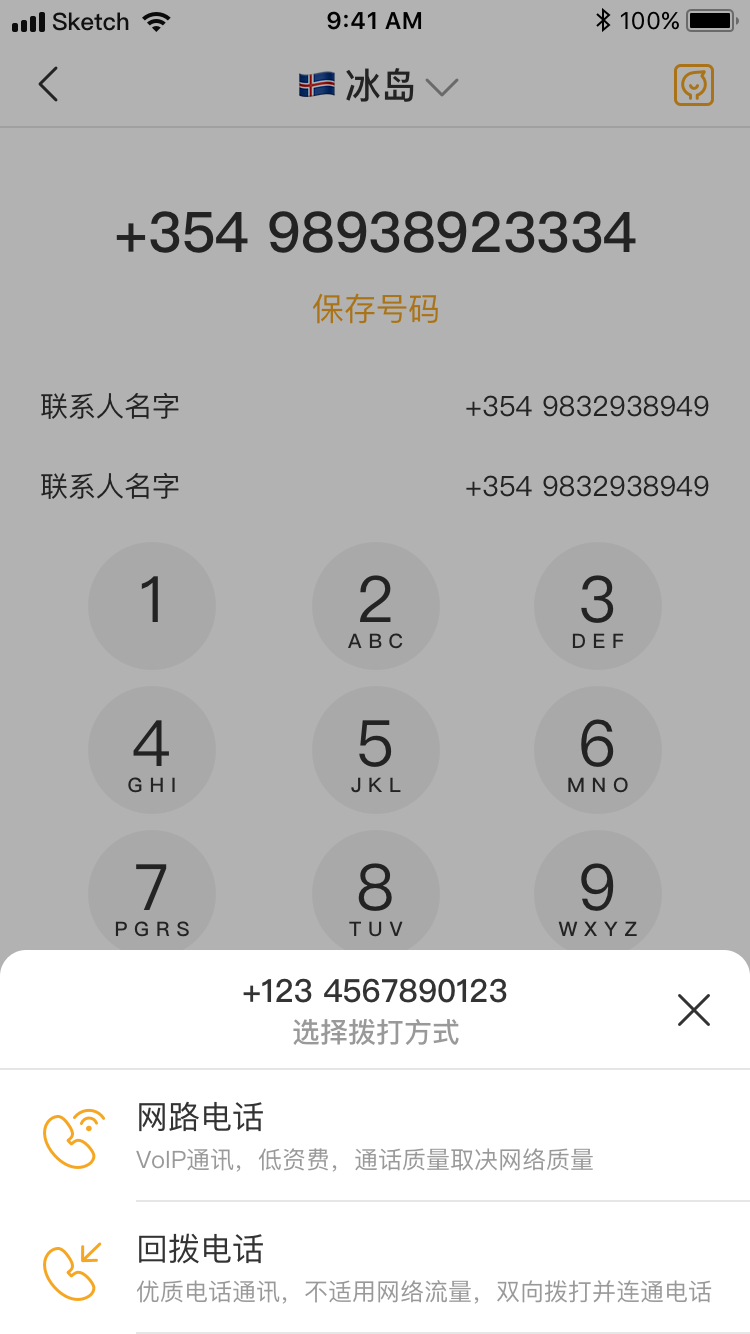 Sketch 9:41 AM 100%
冰岛
+354 98938923334
保存号码
联系人名字 +354 9832938949
联系人名字 +354 9832938949
1 2 3
ABC DEF
4 5 6
GHI JKL MNO
7 8 9
PGRS TUV WXYZ
+123 4567890123
选择拨打方式
网路电话
VoIP通讯，低资费，通话质量取决网络质量
回拨电话
优质电话通讯，不适用网络流量，双向拨打并连通电话